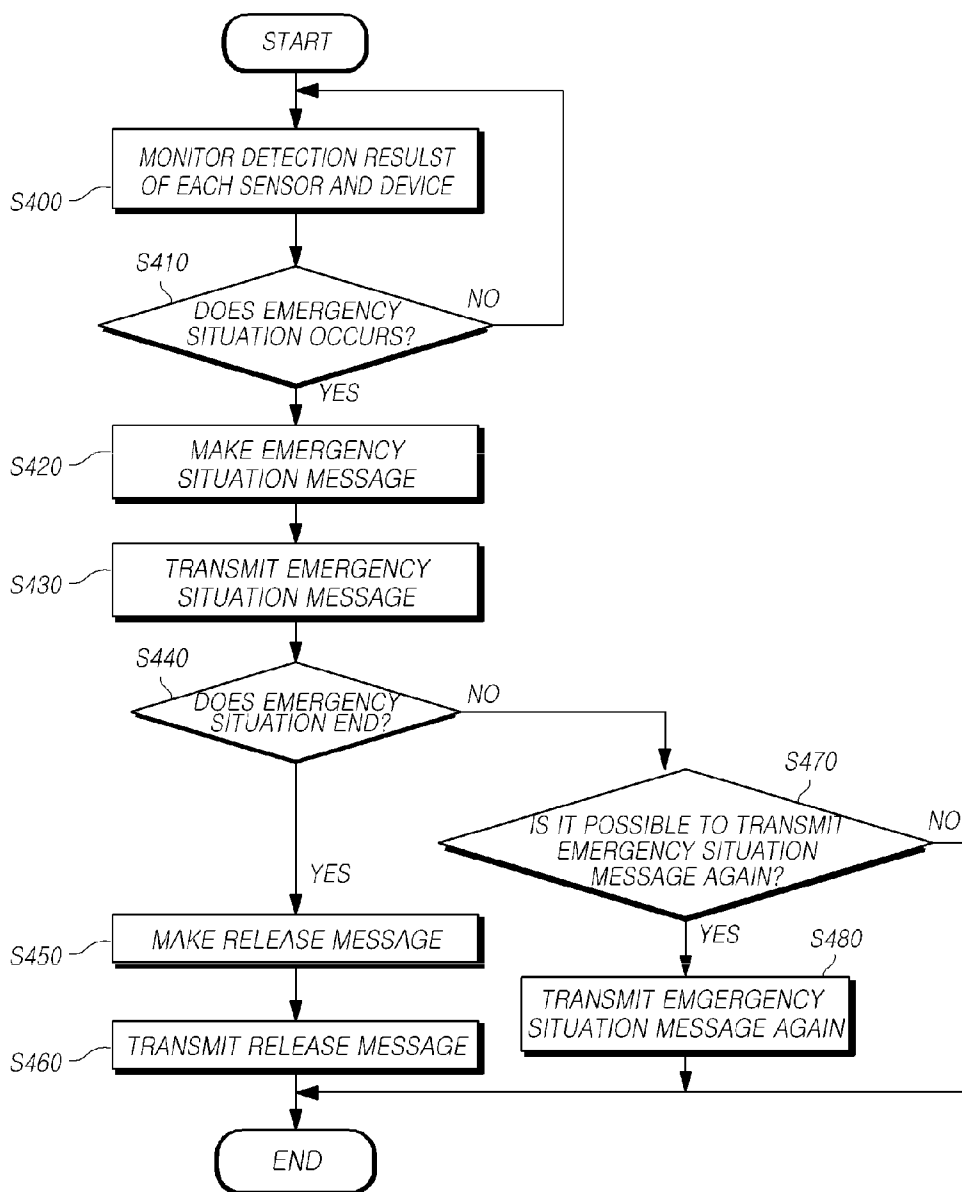 START
MONITOR DETECTION RESULST
OF EACH SENSOR AND DEVICE
S400
S410
DOES EMERGENCY
SITUATION OCCURS?
NO
YES
MAKE EMERGENCY
SITUATION MESSAGE
S420
TRANSMIT EMERGENCY
SITUATION MESSAGE
S430
S440
DOES EMERGENCY
SITUATION END?
NO
S470
IS IT POSSIBLE TO TRANSMIT
EMERGENCY SITUATION
MESSAGE AGAIN?
NO
YES
YES
S450
MAKE RELEASE MESSAGE
S480
TRANSMIT EMGERGENCY
SITUATION MESSAGE AGAIN
TRANSMIT RELEASE MESSAGE
S460
END